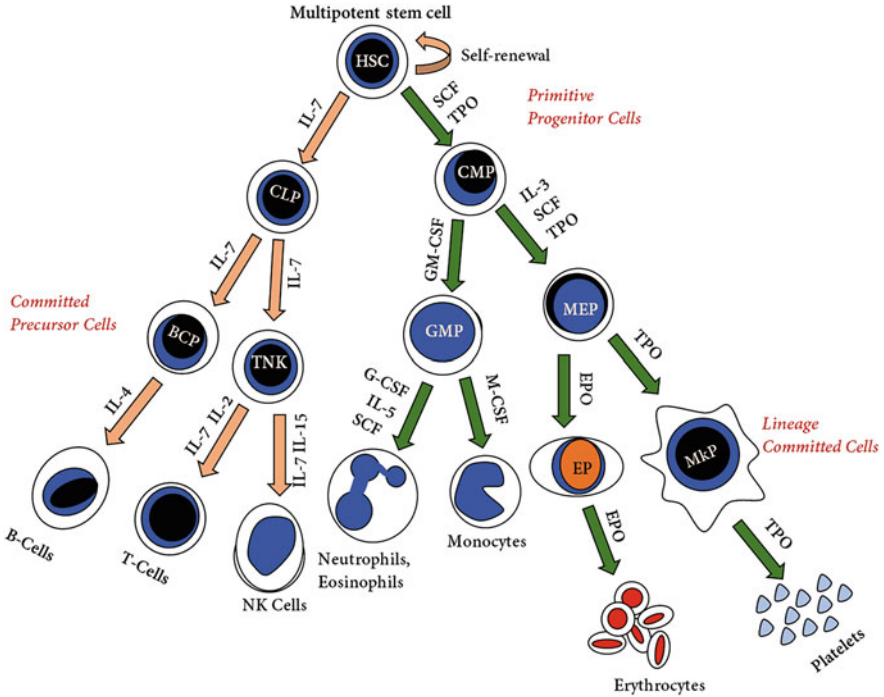 Multipotent stem cell
HSC
Self-renewal
IL-7
SCF
TPO
Primitive
Progenitor Cells
CLP
CMP
IL-7
IL-7
GM-CSF
IL-3
SCF
TPO
Committed
Precursor Cells
BCP
TNK
GMP
MEP
IL-4
IL-7 IL-2
IL-7 IL-15
G-CSF
IL-5
SCF
M-CSF
EPO
TPO
Lineage
Committed Cells
EP
MkP
B-Cells
T-Cells
NK Cells
Neutrophils,
Eosinophils
Monocytes
EPO
TPO
Erythrocytes
Platelets